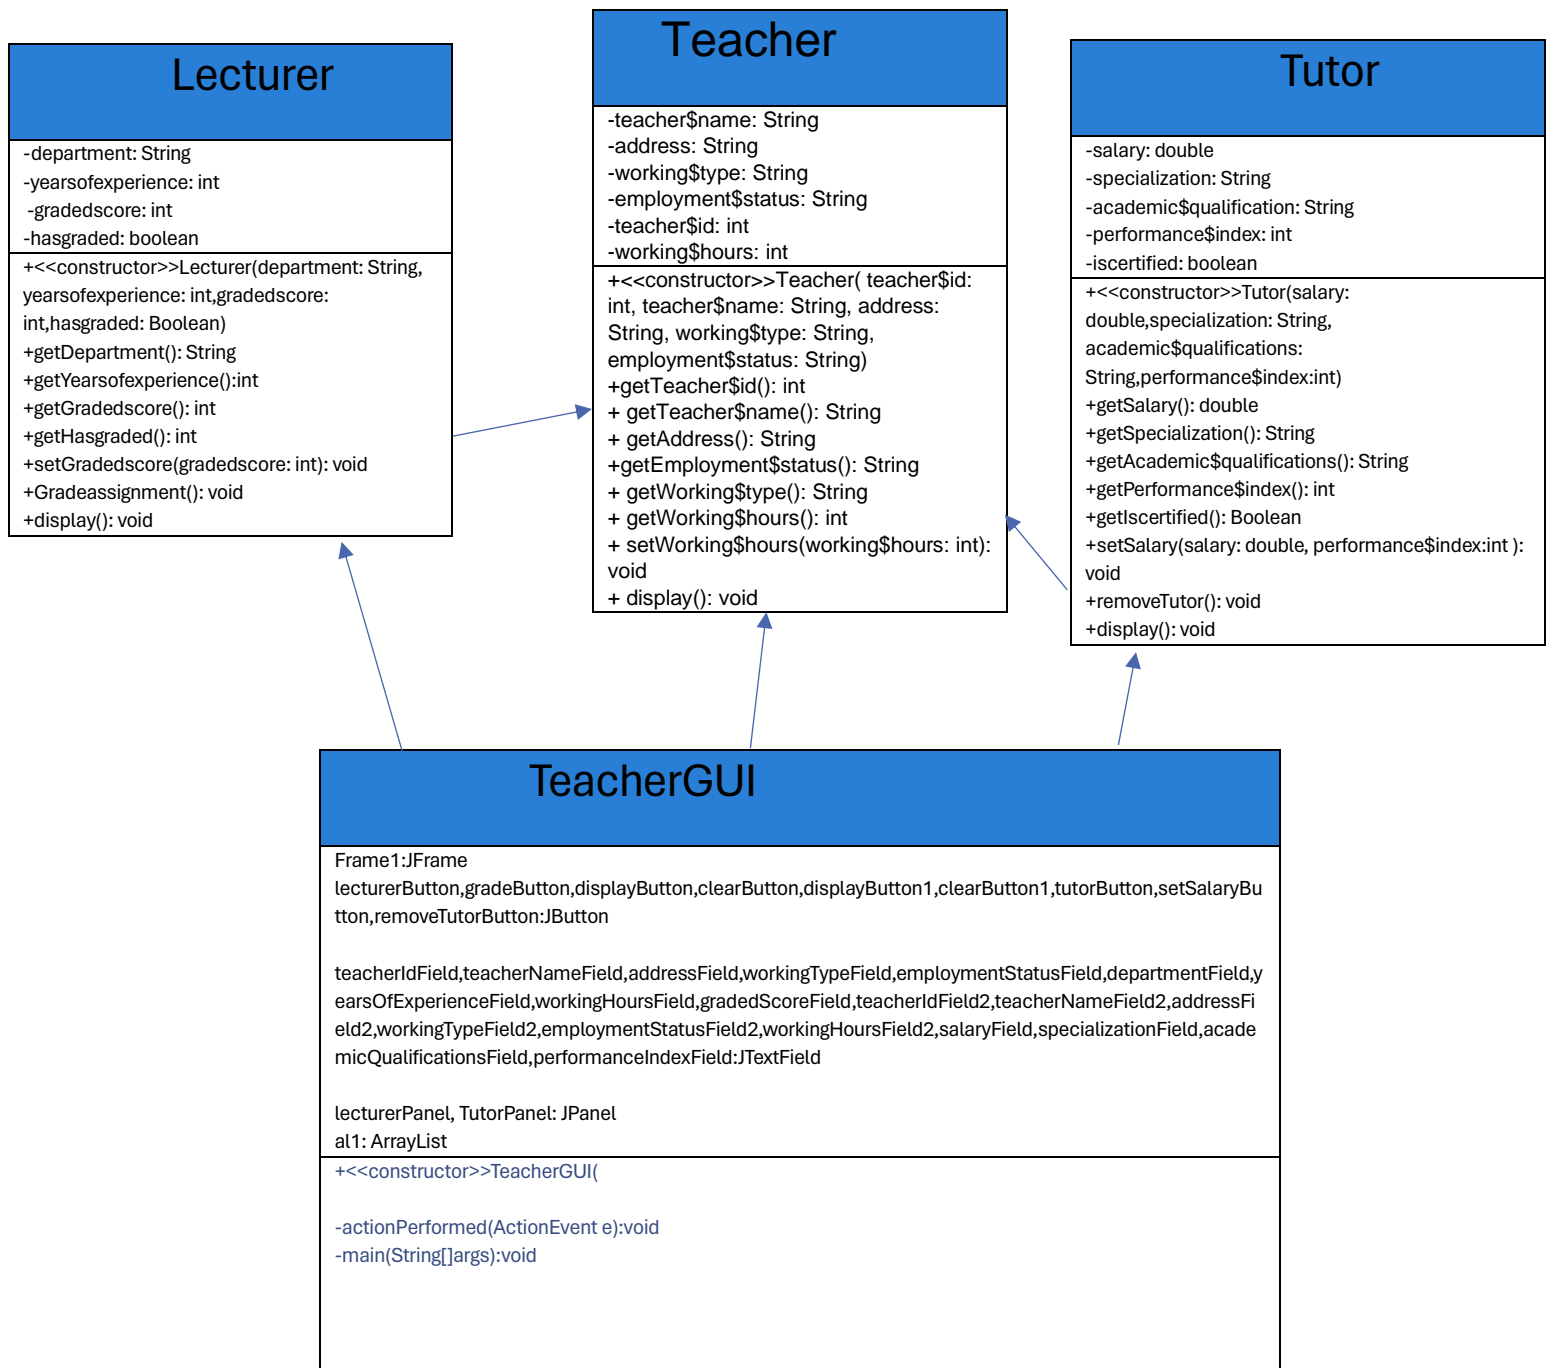 Lecturer
-department: String
-yearsofexperience: int
-gradedscore: int
-hasgraded: boolean
+<<constructor>>Lecturer(department: String,
yearsofexperience: int,gradedscore:
int,hasgraded: Boolean)
+getDepartment(): String
+getYearsofexperience():int
+getGradedscore(): int
+getHasgraded(): int
+setGradedscore(gradedscore: int): void
+Gradeassignment(): void
+display(): void
Teacher
-teacher$name: String
-address: String
-working$type: String
-employment$status: String
-teacher$id: int
-working$hours: int
+<<constructor>>Teacher( teacher$id:
int, teacher$name: String, address:
String, working$type: String,
employment$status: String)
+getTeacher$id(): int
+ getTeacher$name(): String
+ getAddress(): String
+getEmployment$status(): String
+ getWorking$type(): String
+ getWorking$hours(): int
+ setWorking$hours(working$hours: int):
void
+ display(): void
Tutor
-salary: double
-specialization: String
-academic$qualification: String
-performance$index: int
-iscertified: boolean
+<<constructor>>Tutor(salary:
double,specialization: String,
academic$qualifications:
String,performance$index:int)
+getSalary(): double
+getSpecialization(): String
+getAcademic$qualifications(): String
+getPerformance$index(): int
+getIscertified(): Boolean
+setSalary(salary: double, performance$index:int ):
void
+removeTutor(): void
+display(): void
TeacherGUI
Frame1:JFrame
lecturerButton,gradeButton,displayButton,clearButton,displayButton1,clearButton1,tutorButton,setSalaryBu
tton,removeTutorButton:JButton
teacherIdField,teacherNameField,addressField,workingTypeField,employmentStatusField,departmentField,y
earsOfExperienceField,workingHoursField,gradedScoreField,teacherIdField2,teacherNameField2,addressFi
eld2,workingTypeField2,employmentStatusField2,workingHoursField2,salaryField,specializationField,acade
micQualificationsField,performanceIndexField:JTextField
lecturerPanel, TutorPanel: JPanel
al1: ArrayList
+<<constructor>>TeacherGUI(
-actionPerformed(ActionEvent e):void
-main(String[]args):void